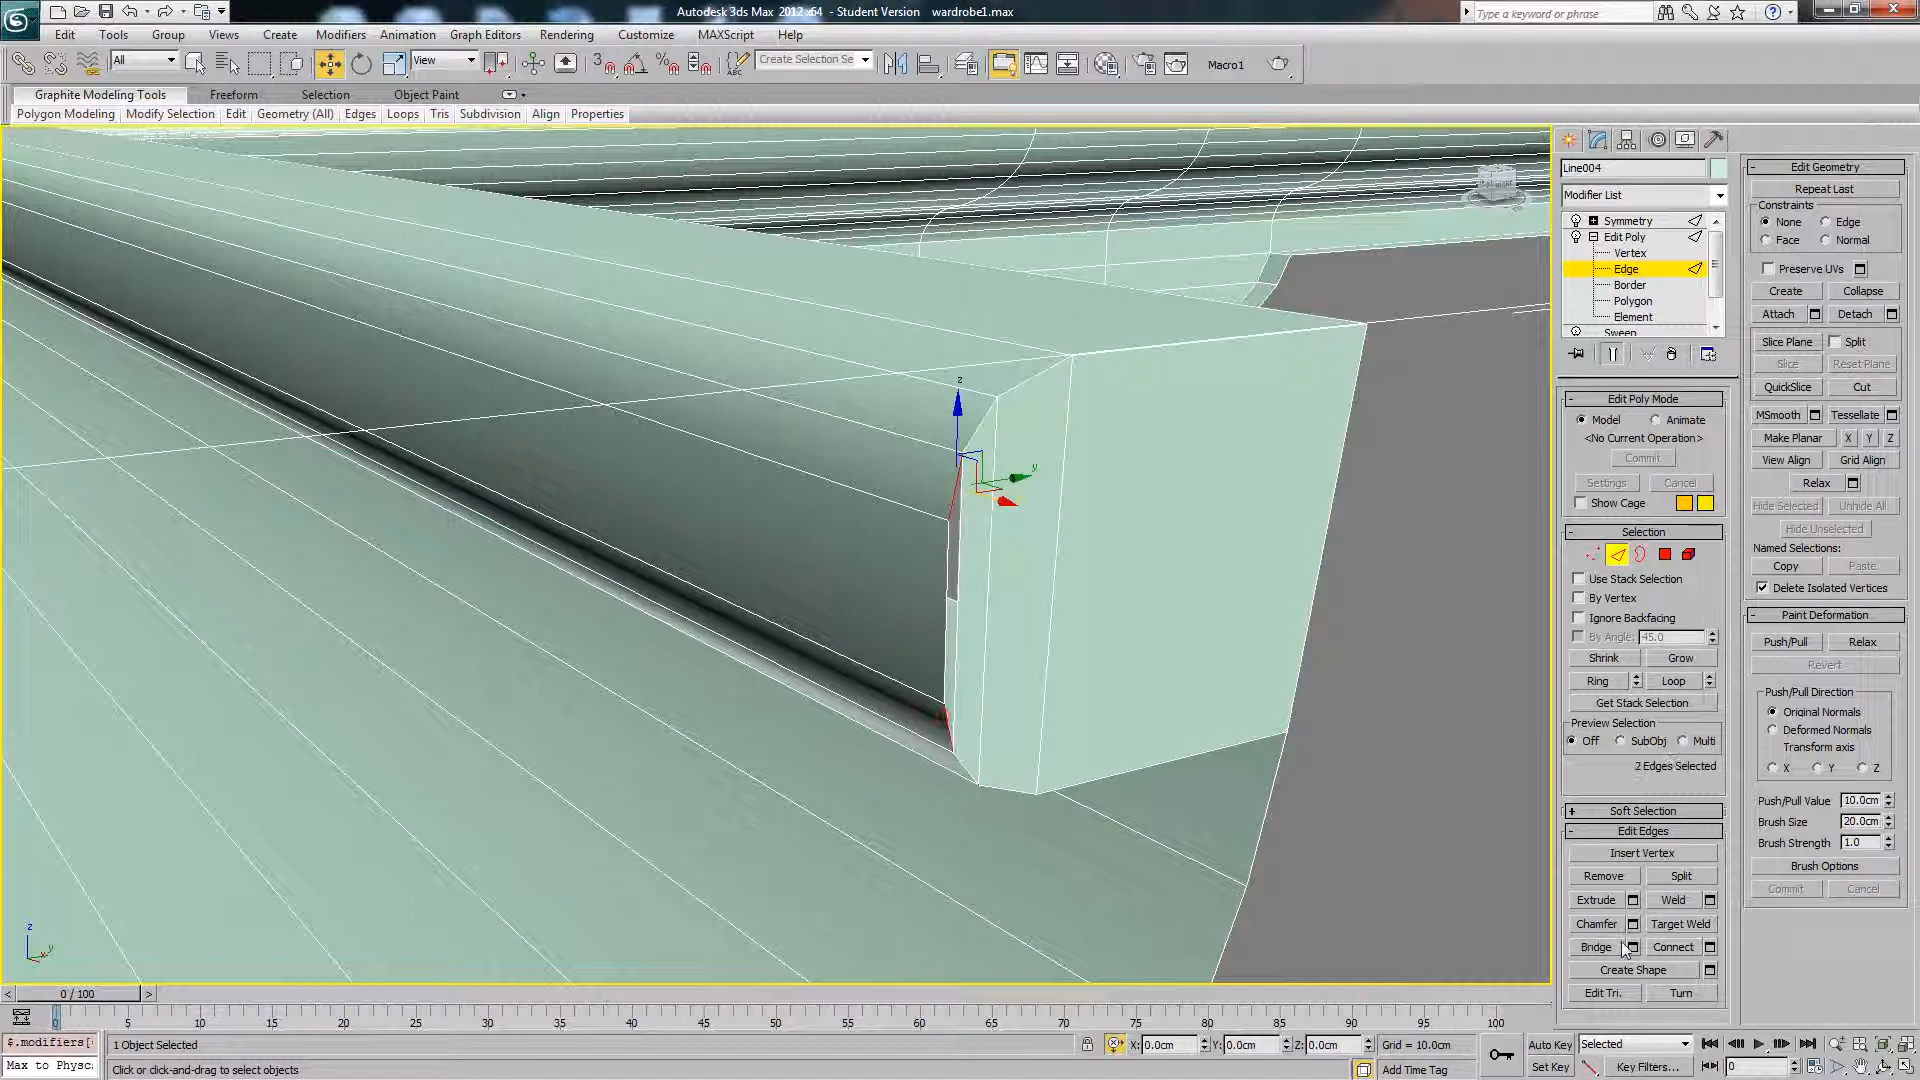 Autodesk 3ds Max 2012 x64 - Student Version wardrobe1.max
Type a keyword or phrase
Edit Tools Group Views Create Modifiers Animation Graph Editors Rendering Customize MAXScript Help
All View Create Selection Se Macro1
Graphite Modeling Tools Freeform Selection Object Paint
Polygon Modeling Modify Selection Edit Geometry (All) Edges Loops Tris Subdivision Align Properties
Line004
Modifier List
Symmetry
Edit Poly
Vertex
Edge
Border
Polygon
Element
Sweep
Edit Poly Mode
Model Animate
<No Current Operation>
Commit
Settings Cancel
Show Cage
Selection
Use Stack Selection
By Vertex
Ignore Backfacing
By Angle: 45.0
Shrink Grow
Ring Loop
Get Stack Selection
Preview Selection
Off SubObj Multi
2 Edges Selected
Soft Selection
Edit Edges
Insert Vertex
Remove Split
Extrude Weld
Chamfer Target Weld
Bridge Connect
Create Shape
Edit Tri. Turn
Edit Geometry
Repeat Last
Constraints
None Edge
Face Normal
Preserve UVs
Create Collapse
Attach Detach
Slice Plane Split
Slice Reset Plane
QuickSlice Cut
MSmooth Tessellate
Make Planar X Y Z
View Align Grid Align
Relax
Hide Selected Unhide All
Hide Unselected
Named Selections:
Copy Paste
Delete Isolated Vertices
Paint Deformation
Push/Pull Relax
Revert
Push/Pull Direction
Original Normals
Deformed Normals
Transform axis
X Y Z
Push/Pull Value 10.0cm
Brush Size 20.0cm
Brush Strength 1.0
Brush Options
Commit Cancel
z
y
z
y
x
< 0 / 100 >
0 5 10 15 20 25 30 35 40 45 50 55 60 65 70 75 80 85 90 95 100
$.modifiers[
1 Object Selected X: 0.0cm Y: 0.0cm Z: 0.0cm Grid = 10.0cm Auto Key Selected
Max to Physc
Click or click-and-drag to select objects Add Time Tag Set Key Key Filters... 0